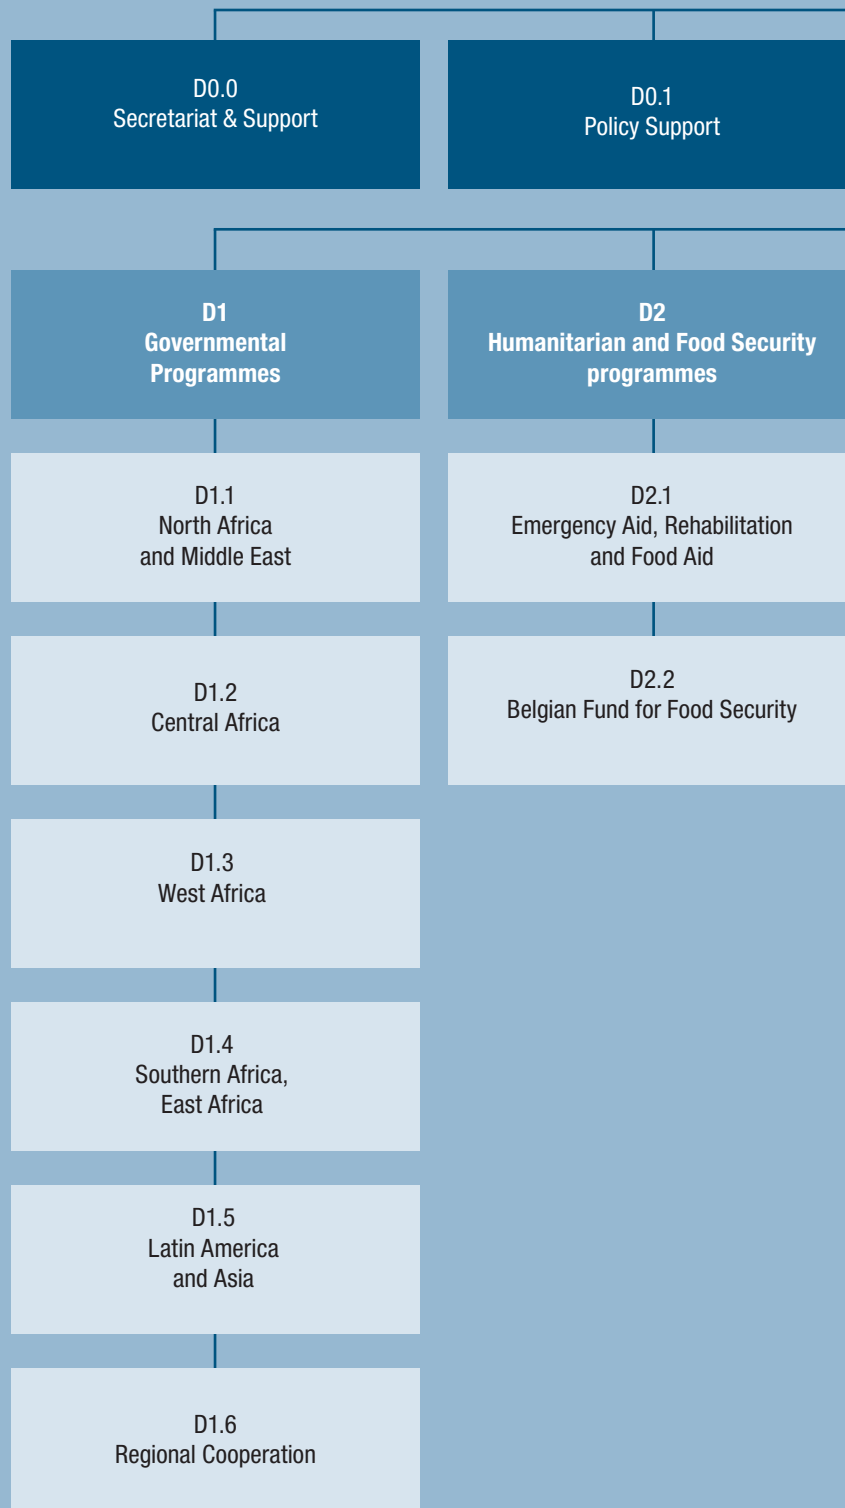 D0.0
Secretariat & Support
D0.1
Policy Support
D1
Governmental
Programmes
D2
Humanitarian and Food Security
programmes
D1.1
North Africa
and Middle East
D2.1
Emergency Aid, Rehabilitation
and Food Aid
D1.2
Central Africa
D2.2
Belgian Fund for Food Security
D1.3
West Africa
D1.4
Southern Africa,
East Africa
D1.5
Latin America
and Asia
D1.6
Regional Cooperation